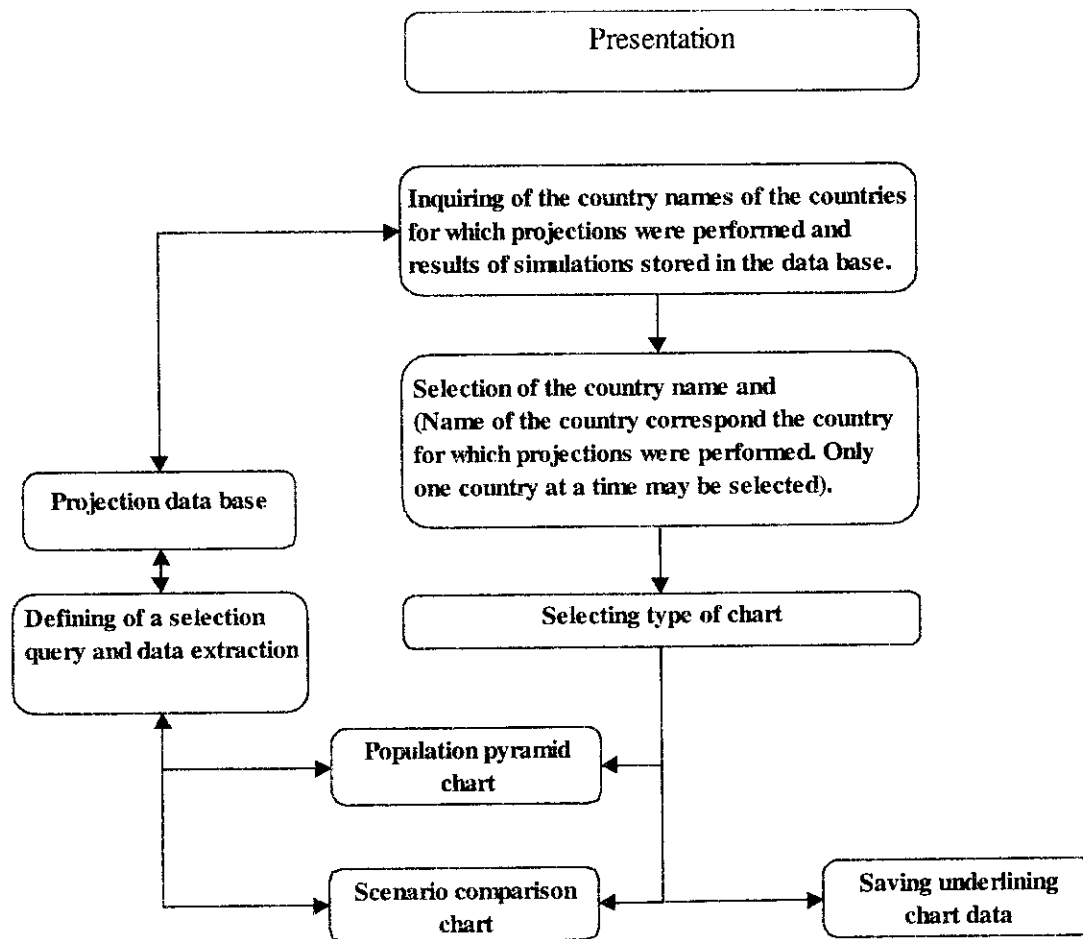 Presentation
Inquiring of the country names of the countries
for which projections were performed and
results of simulations stored in the data base.
Selection of the country name and
(Name of the country correspond the country
for which projections were performed. Only
one country at a time may be selected).
Projection data base
Defining of a selection
query and data extraction
Selecting type of chart
Population pyramid
chart
Scenario comparison
chart
Saving underlining
chart data